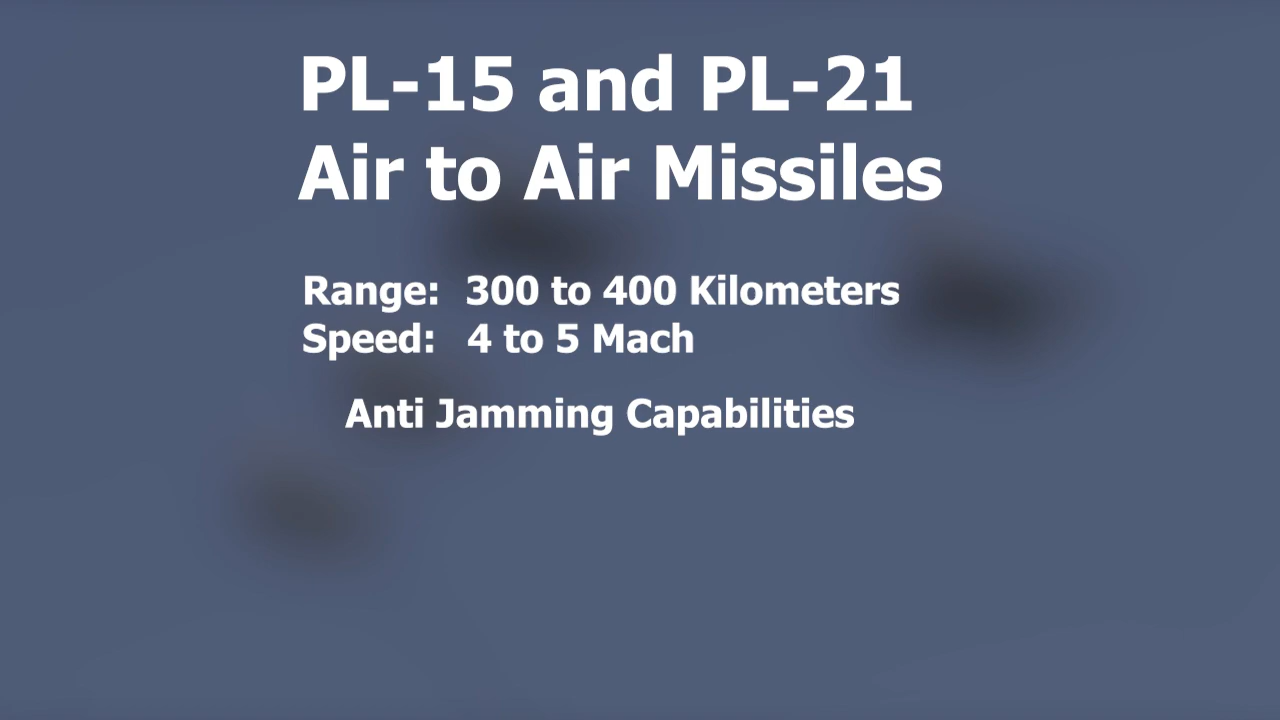 PL-15 and PL-21
Air to Air Missiles
Range: 300 to 400 Kilometers
Speed: 4 to 5 Mach
Anti Jamming Capabilities